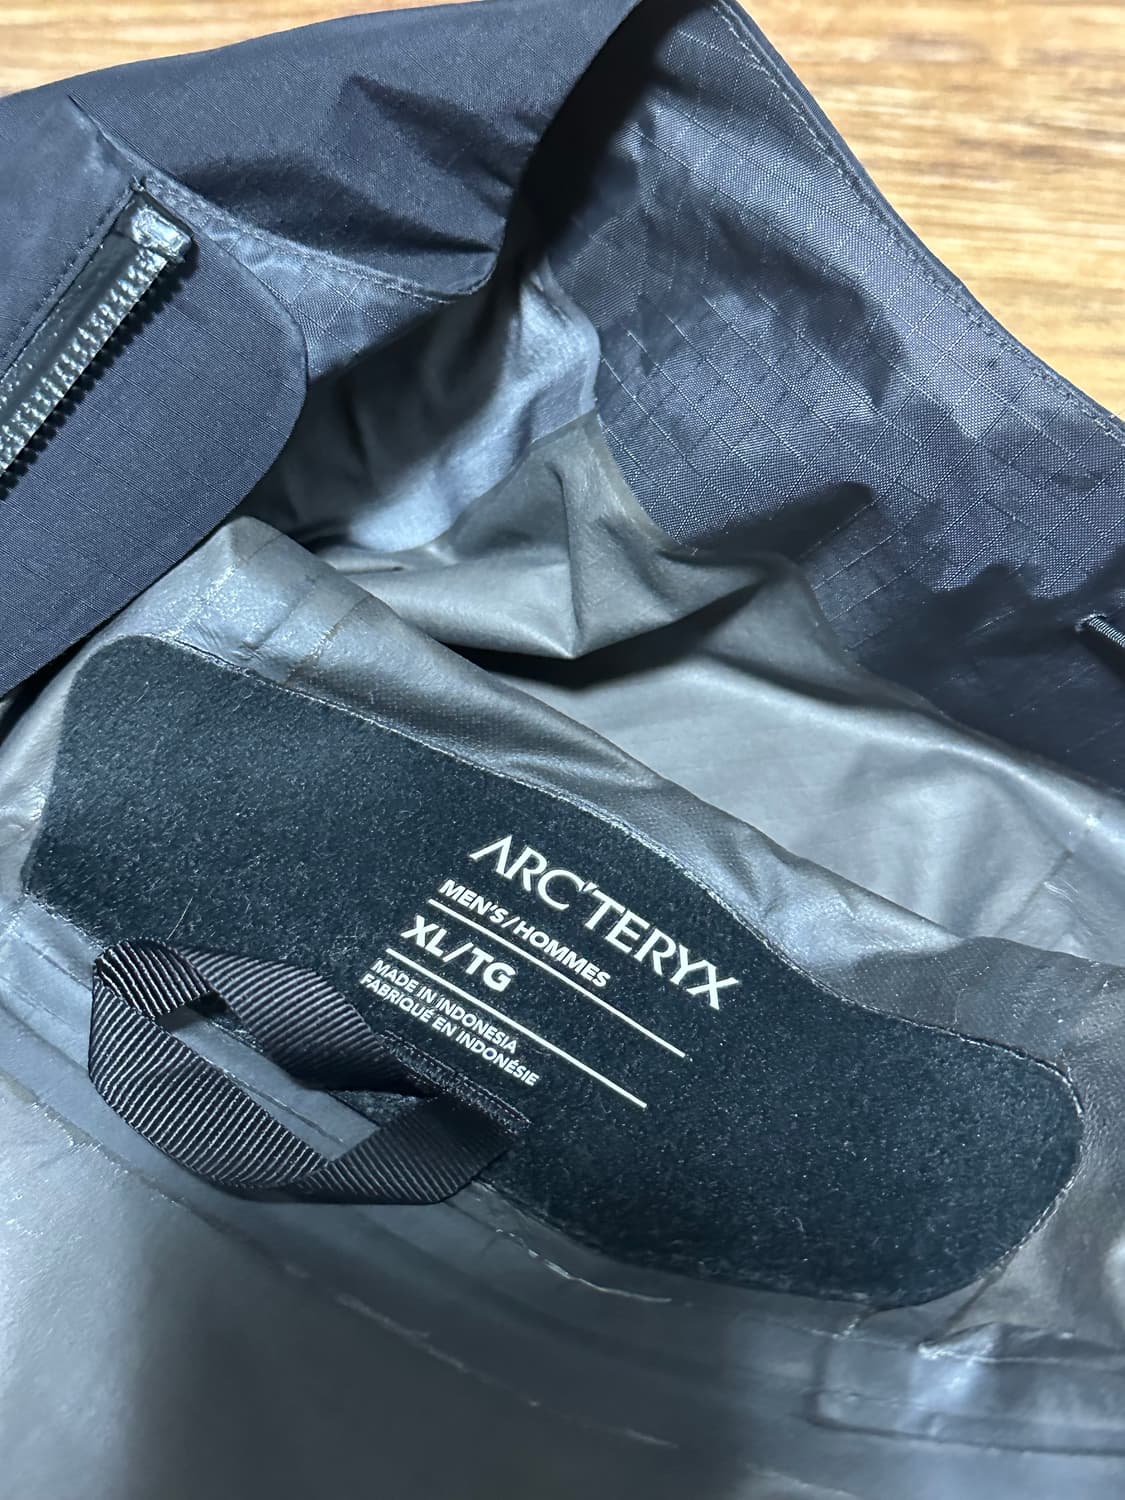 ARC'TERYX
MEN'S/HOMMES
XL/TG
MADE IN INDONESIA
FABRIQUÉ EN INDONÉSIE